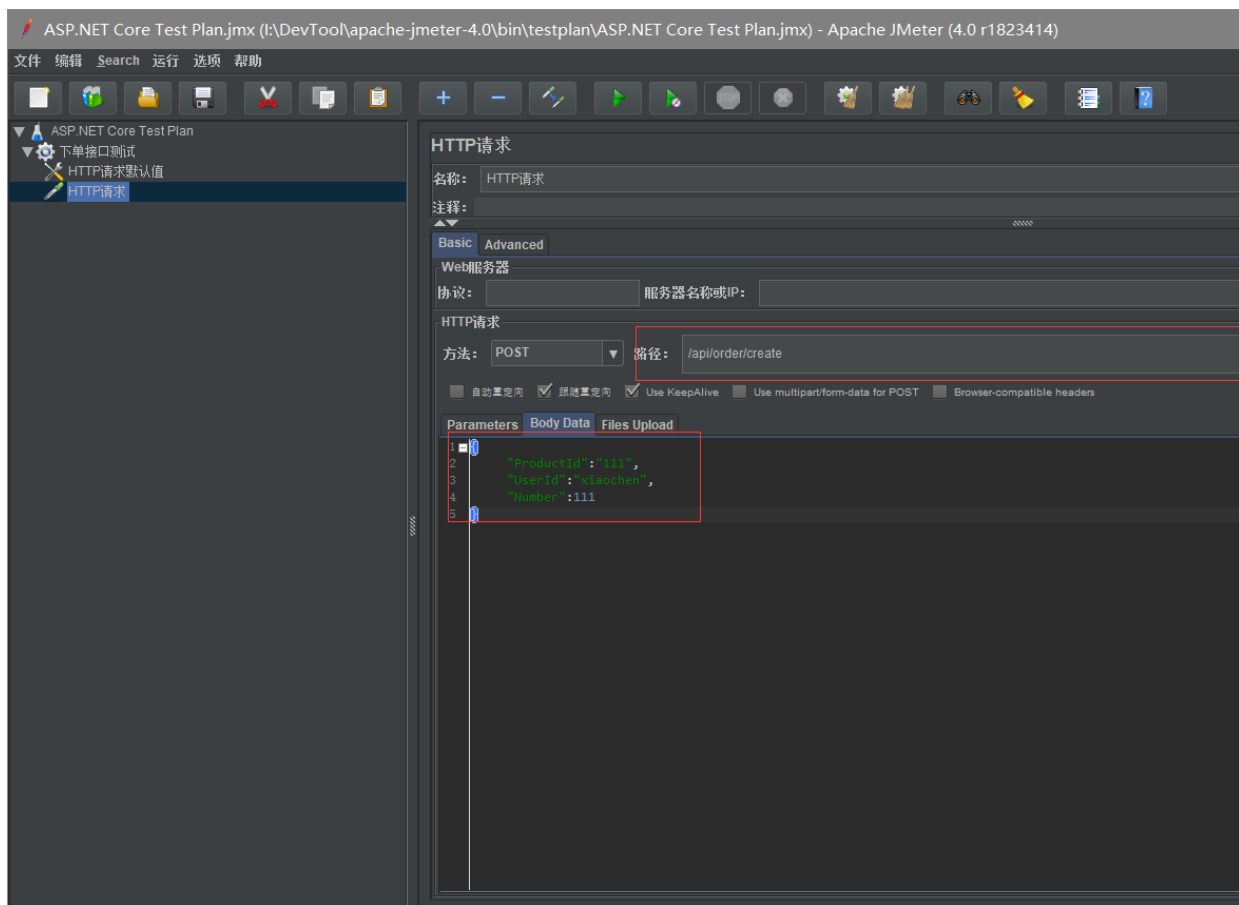 ASP.NET Core Test Plan.jmx (I:\DevTool\apache-jmeter-4.0\bin\testplan\ASP.NET Core Test Plan.jmx) - Apache JMeter (4.0 r1823414)
文件 编辑 Search 运行 选项 帮助
ASP.NET Core Test Plan
下单接口测试
HTTP请求默认值
HTTP请求
HTTP请求
名称： HTTP请求
注释：
Basic Advanced
Web服务器
协议： 服务器名称或IP：
HTTP请求
方法： POST 路径： /api/order/create
自动重定向 跟随重定向 Use KeepAlive Use multipart/form-data for POST Browser-compatible headers
Parameters Body Data Files Upload
1 {
2 "ProductId":"111",
3 "UserId":"xiaochen",
4 "Number":111
5 }